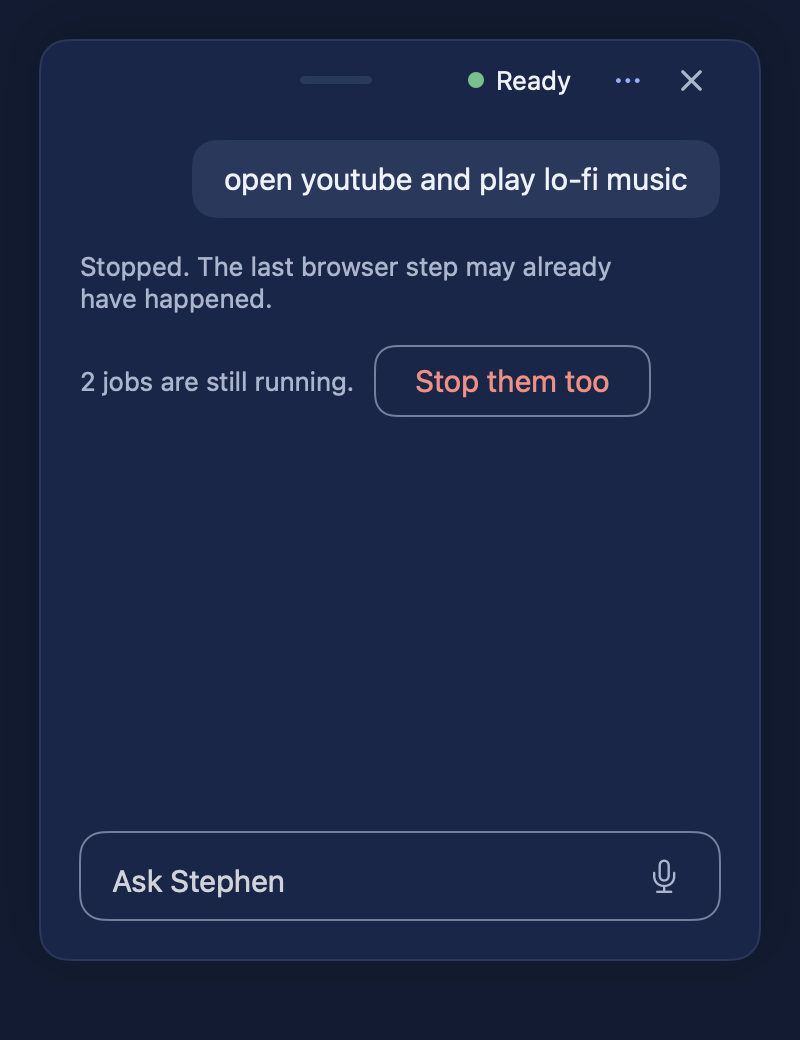 Ready
open youtube and play lo-fi music
Stopped. The last browser step may already
have happened.
2 jobs are still running. Stop them too
Ask Stephen